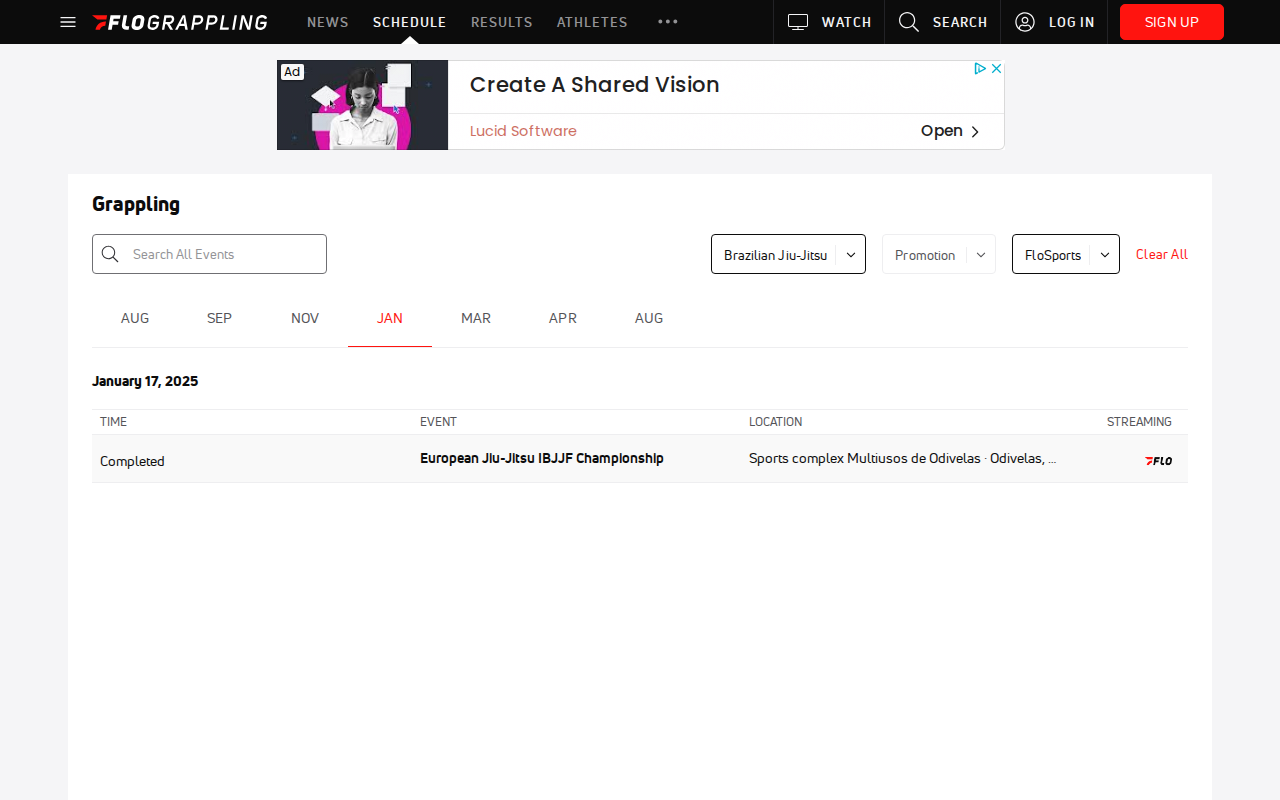 FLOGRAPPLING NEWS SCHEDULE RESULTS ATHLETES WATCH SEARCH LOG IN SIGN UP
Ad
Create A Shared Vision
Lucid Software
Open
Grappling
Search All Events
Brazilian Jiu-Jitsu
Promotion
FloSports
Clear All
AUG SEP NOV JAN MAR APR AUG
January 17, 2025
TIME EVENT LOCATION STREAMING
Completed European Jiu-Jitsu IBJJF Championship Sports complex Multiusos de Odivelas · Odivelas, ... FLO